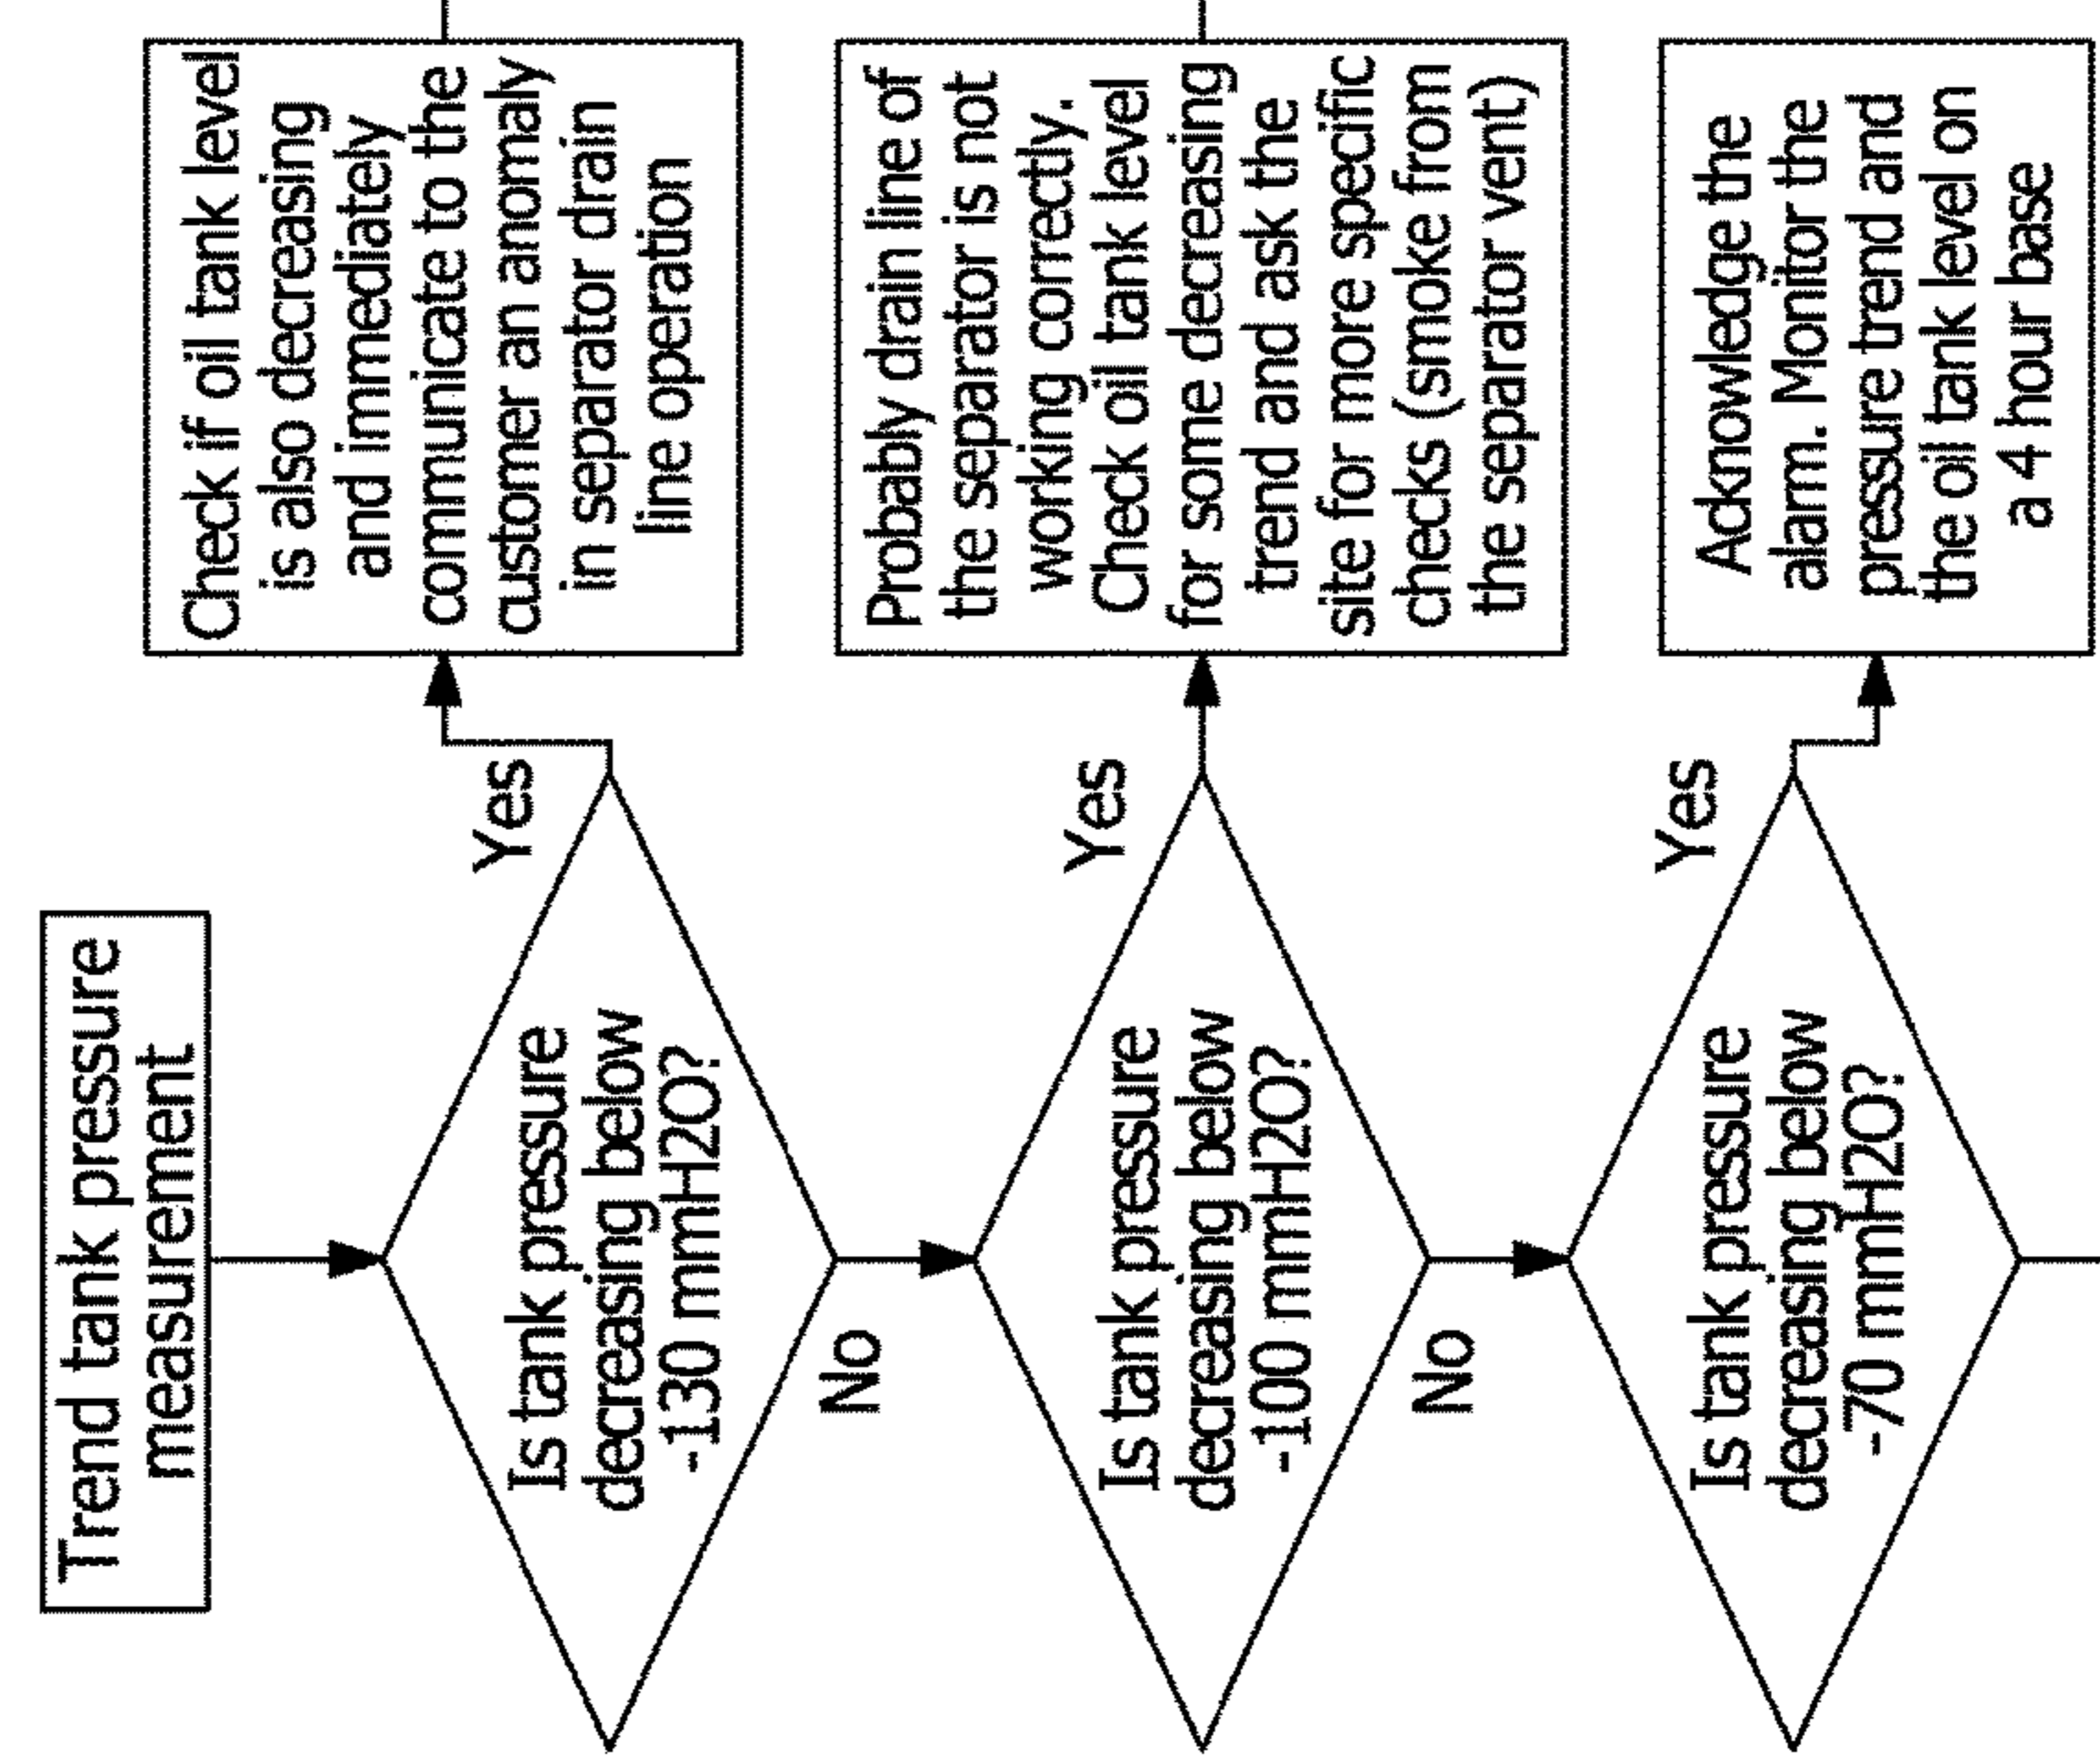 Trend tank pressure
measurement
Is tank pressure
decreasing below
-130 mmH2O?
Yes
Check if oil tank level
is also decreasing
and immediately
communicate to the
customer an anomaly
in separator drain
line operation
No
Is tank pressure
decreasing below
-100 mmH2O?
Yes
Probably drain line of
the separator is not
working correctly.
Check oil tank level
for some decreasing
trend and ask the
site for more specific
checks (smoke from
the separator vent)
No
Is tank pressure
decreasing below
-70 mmH2O?
Yes
Acknowledge the
alarm. Monitor the
pressure trend and
the oil tank level on
a 4 hour base